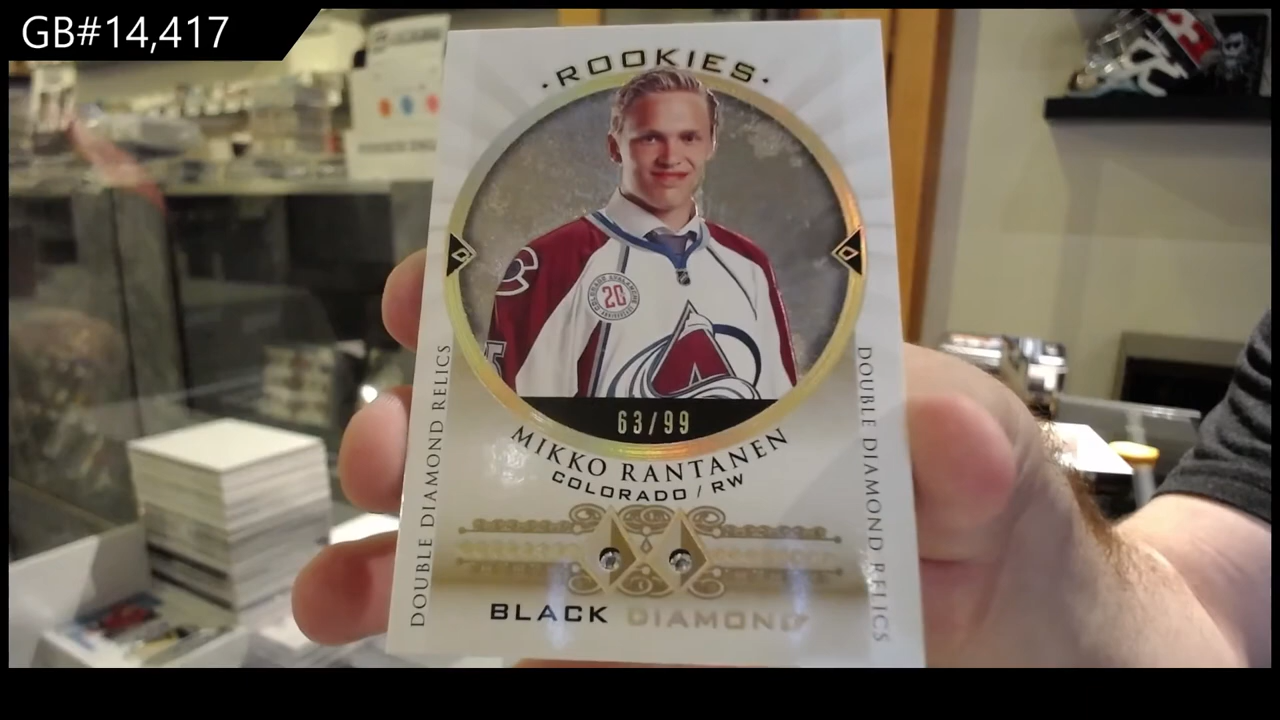 GB#14,417
·ROOKIES·
20
63/99
MIKKO RANTANEN
COLORADO / RW
DOUBLE DIAMOND RELICS
DOUBLE DIAMOND RELICS
BLACK DIAMOND